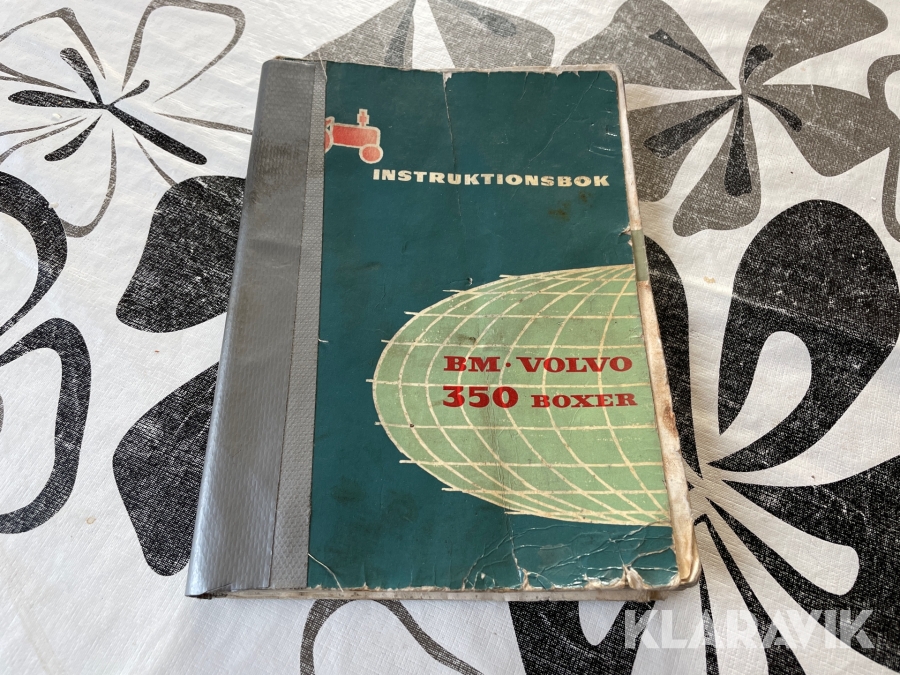 INSTRUKTIONSBOK
BM · VOLVO
350 BOXER
KLARAVIK